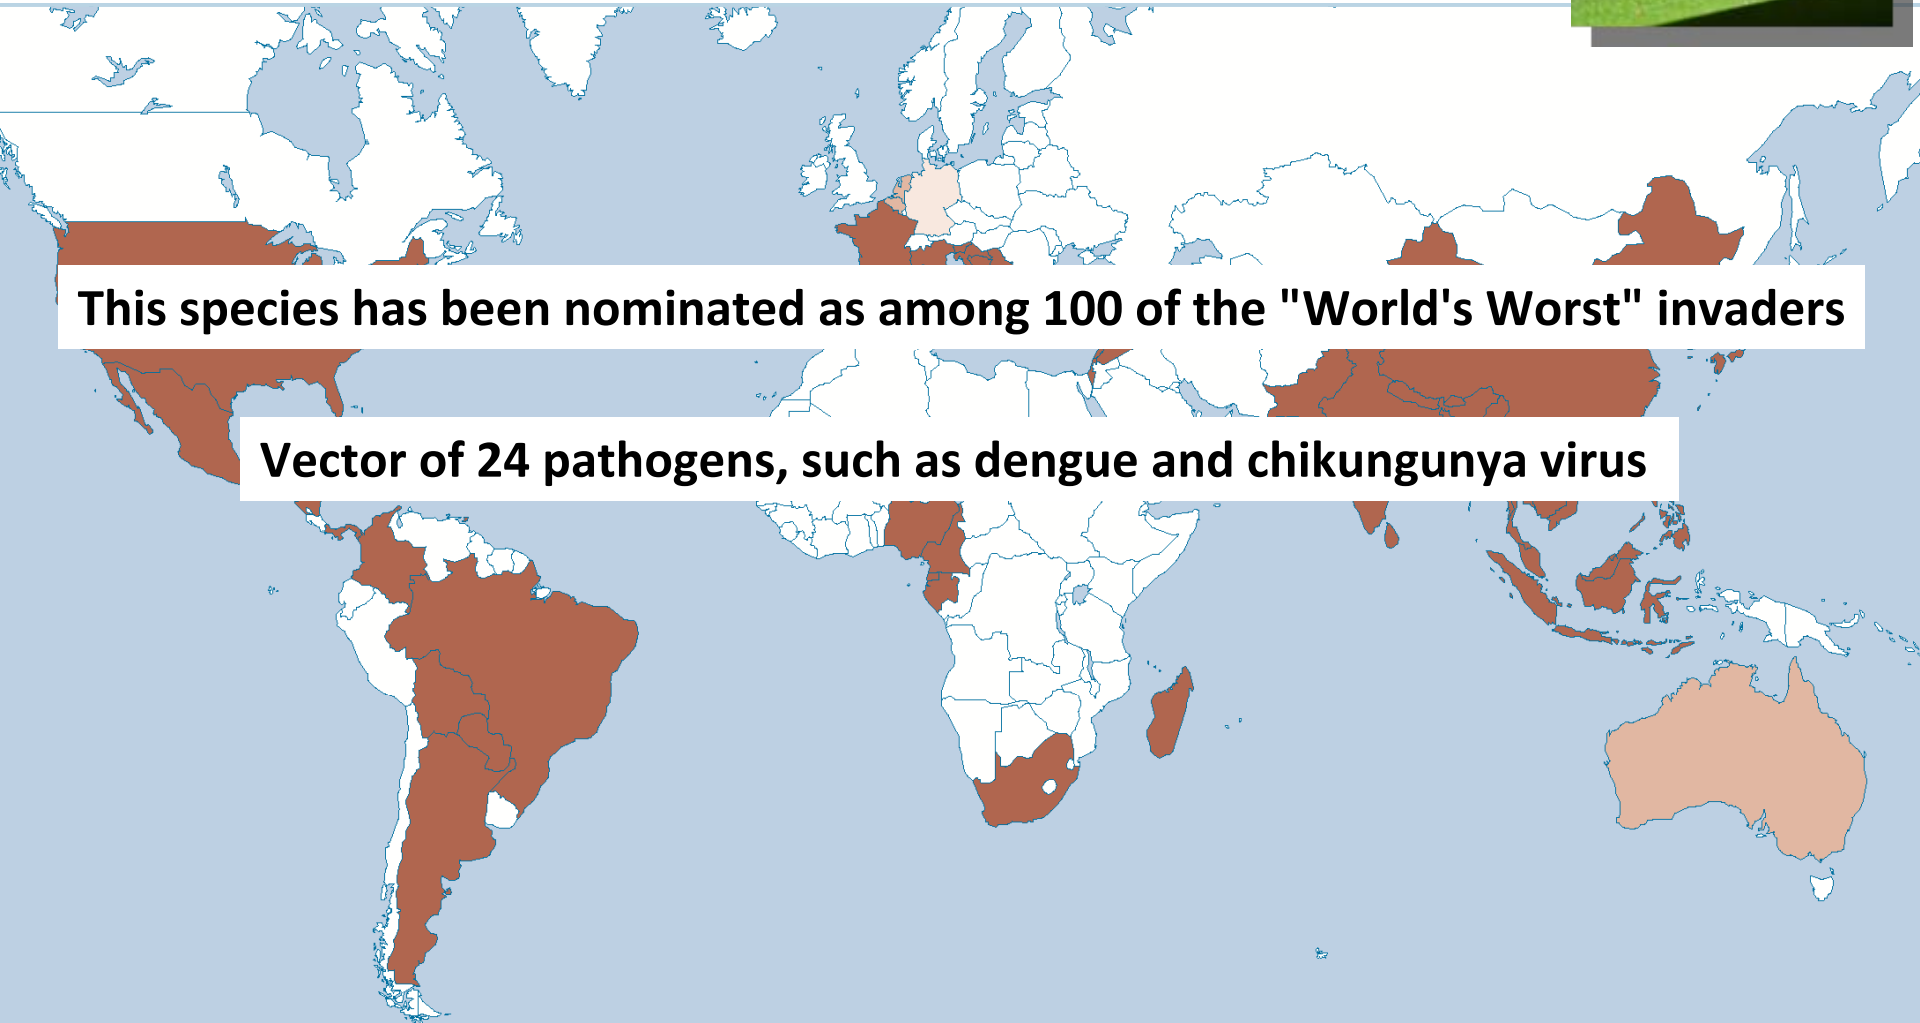 This species has been nominated as among 100 of the "World's Worst" invaders
Vector of 24 pathogens, such as dengue and chikungunya virus